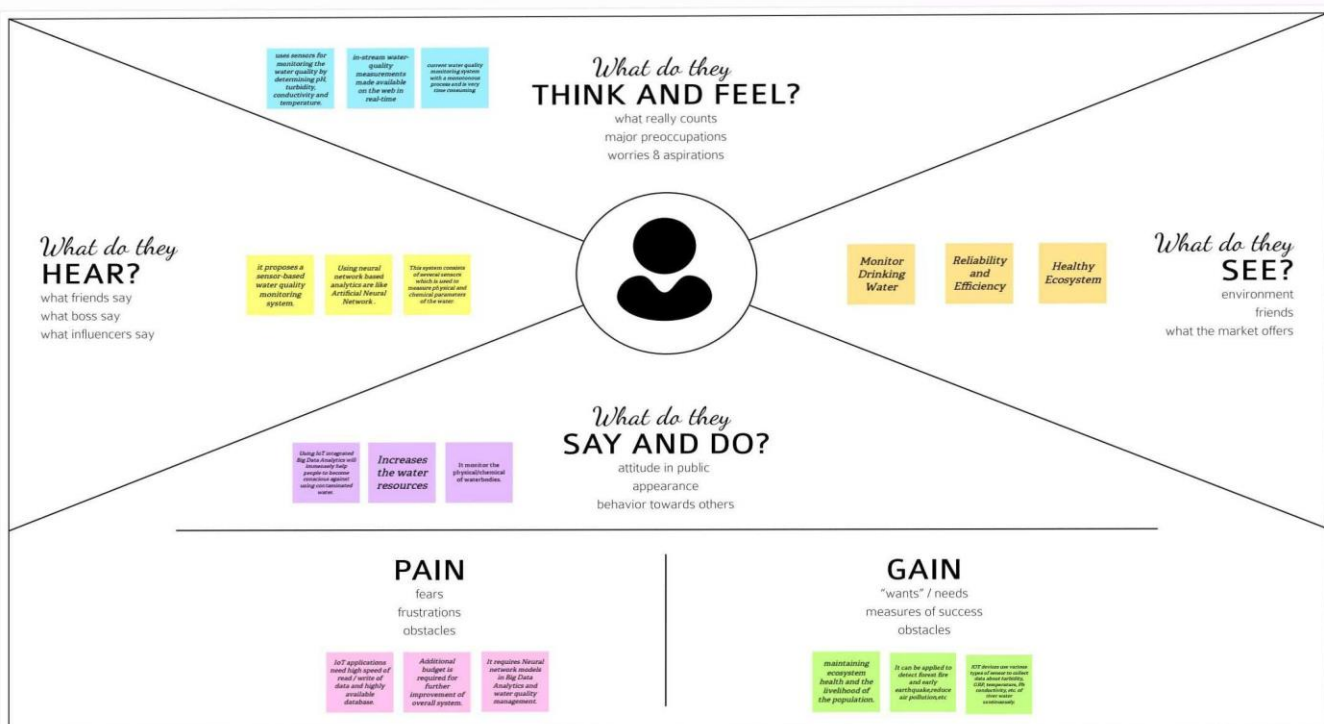 uses sensors for
monitoring the
water quality by
determining pH,
turbidity,
conductivity and
temperature.
in-stream water-
quality
measurements
made available
on the web in
real-time
current water quality
monitoring system
with a monotonous
process and is very
time consuming
What do they
THINK AND FEEL?
what really counts
major preoccupations
worries & aspirations
What do they
HEAR?
what friends say
what boss say
what influencers say
it proposes a
sensor-based
water quality
monitoring
system.
Using neural
network based
analytics are like
Artificial Neural
Network .
This system consists
of several sensors
which is used to
measure physical and
chemical parameters
of the water
Monitor
Drinking
Water
Reliability
and
Efficiency
Healthy
Ecosystem
What do they
SEE?
environment
friends
what the market offers
What do they
SAY AND DO?
attitude in public
appearance
behavior towards others
Using IoT integrated
Big Data Analytics will
immensely help
people to become
conscious against
using contaminated
water.
Increases
the water
resources
It monitor the
physical/chemical
of waterbodies.
PAIN
fears
frustrations
obstacles
IoT applications
need high speed of
read / write of
data and highly
available
database.
Additional
budget is
required for
further
improvement of
overall system.
It requires Neural
network models
in Big Data
Analytics and
water quality
management.
GAIN
"wants" / needs
measures of success
obstacles
maintaining
ecosystem
health and the
livelihood of
the population.
It can be applied to
detect forest fire
and early
earthquake,reduce
air pollution,etc
IOT devices use various
types of sensor to collect
data about turbidity,
ORP, temperature, Ph
conductivity, etc. of
river water
continuously.